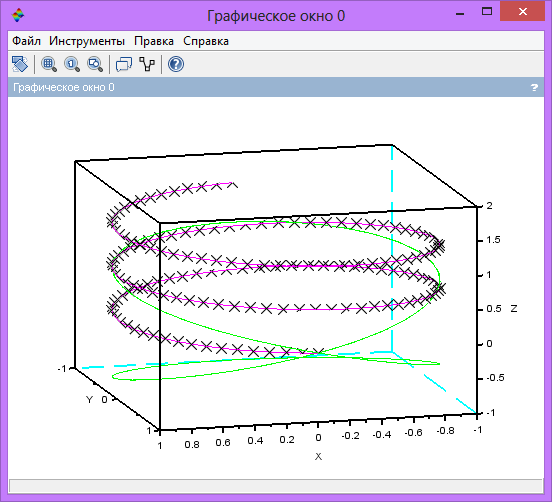 Графическое окно 0
Файл Инструменты Правка Справка
Графическое окно 0 ?
2
1.5
1
0.5 Z
0
-0.5
-1
-1
Y 0
1
1 0.8 0.6 0.4 0.2 0 -0.2 -0.4 -0.6 -0.8 -1
X